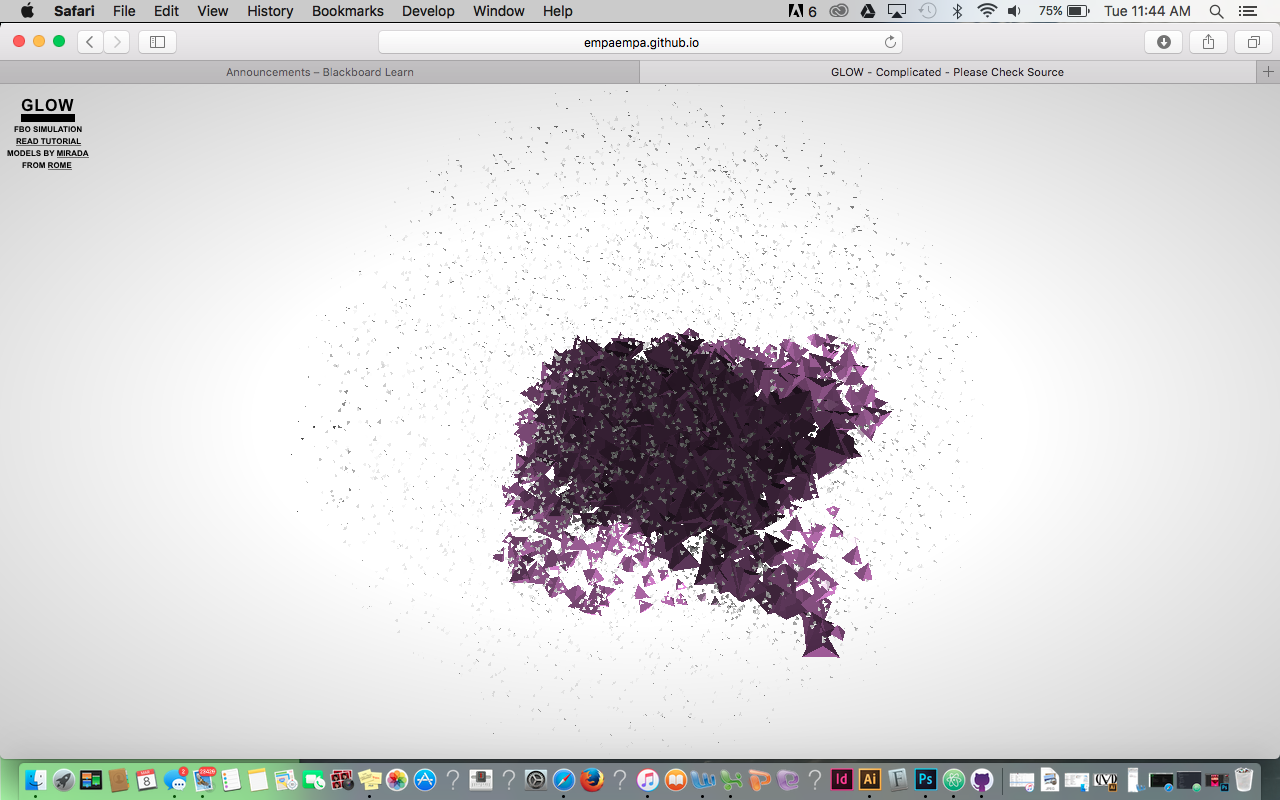 Safari File Edit View History Bookmarks Develop Window Help 6 75% Tue 11:44 AM
empaempa.github.io
Announcements – Blackboard Learn GLOW - Complicated - Please Check Source
GLOW
FBO SIMULATION
READ TUTORIAL
MODELS BY MIRADA
FROM ROME
8 2 Id Ai Ps